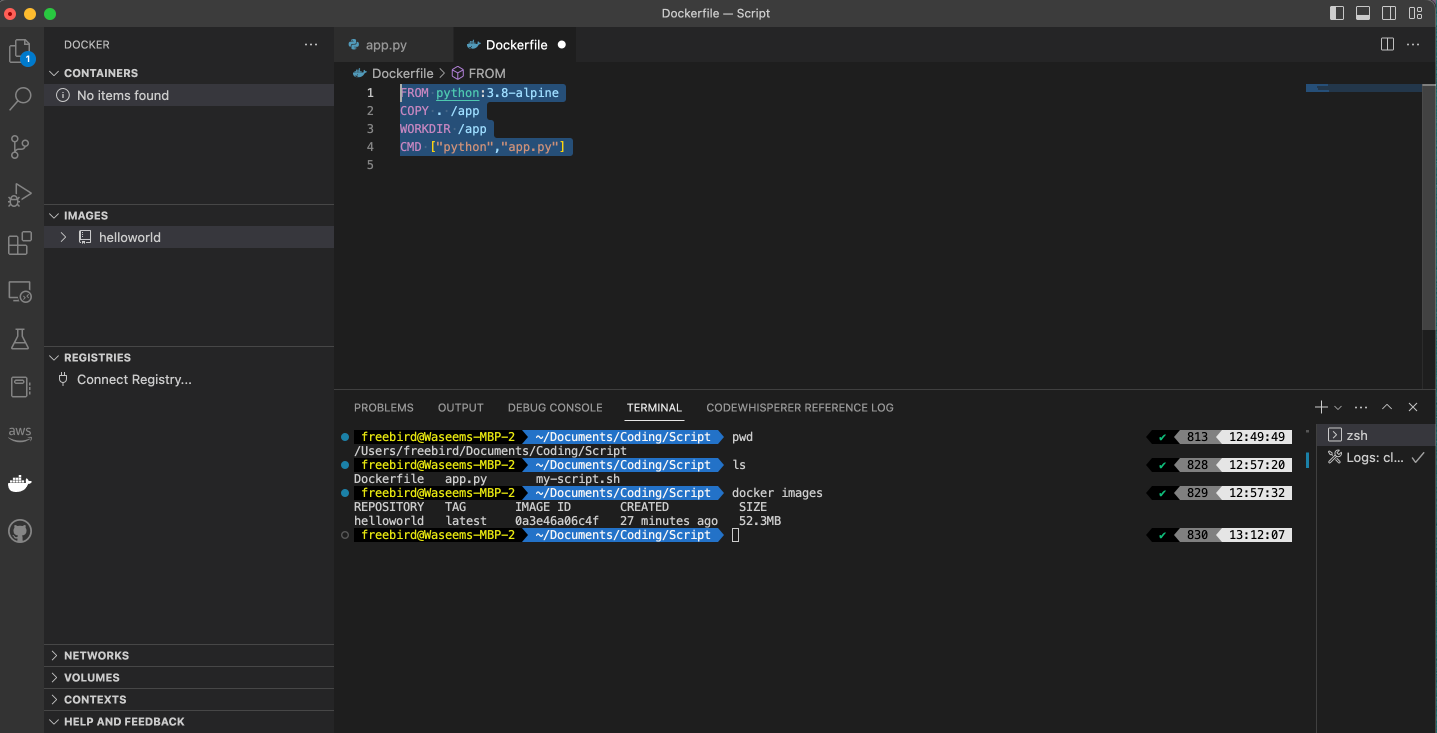 Dockerfile — Script
DOCKER
CONTAINERS
No items found
IMAGES
helloworld
REGISTRIES
Connect Registry...
NETWORKS
VOLUMES
CONTEXTS
HELP AND FEEDBACK
1
aws
app.py
Dockerfile
Dockerfile > FROM
1 FROM python:3.8-alpine
2 COPY . /app
3 WORKDIR /app
4 CMD ["python","app.py"]
5
PROBLEMS OUTPUT DEBUG CONSOLE TERMINAL CODEWHISPERER REFERENCE LOG
freebird@Waseems-MBP-2 ~/Documents/Coding/Script pwd ✔ 813 12:49:49
/Users/freebird/Documents/Coding/Script
freebird@Waseems-MBP-2 ~/Documents/Coding/Script ls ✔ 828 12:57:20
Dockerfile app.py my-script.sh
freebird@Waseems-MBP-2 ~/Documents/Coding/Script docker images ✔ 829 12:57:32
REPOSITORY TAG IMAGE ID CREATED SIZE
helloworld latest 0a3e46a06c4f 27 minutes ago 52.3MB
freebird@Waseems-MBP-2 ~/Documents/Coding/Script ✔ 830 13:12:07
zsh
Logs: cl...